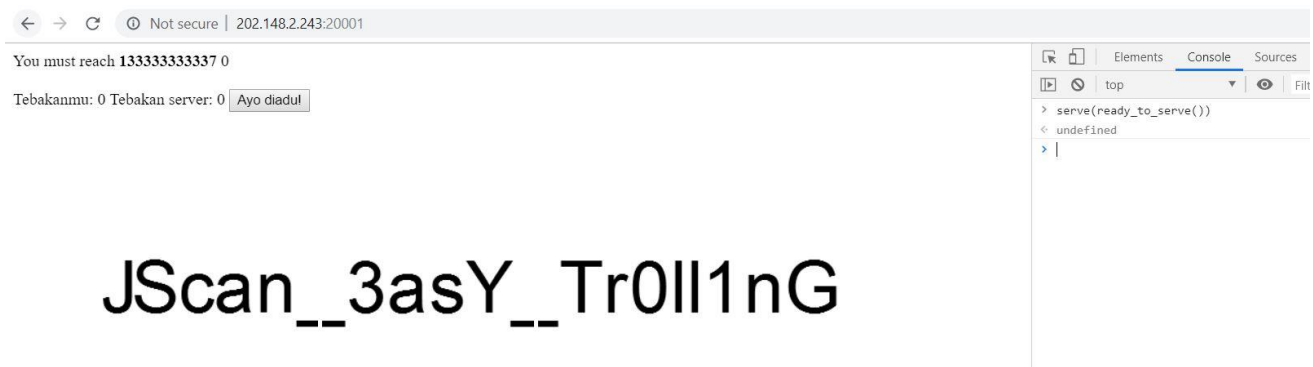 Not secure | 202.148.2.243:20001
You must reach 133333333337 0
Elements Console Sources
Tebakanmu: 0 Tebakan server: 0 Ayo diadu!
top
> serve(ready_to_serve())
undefined
>
JScan__3asY__Tr0ll1nG